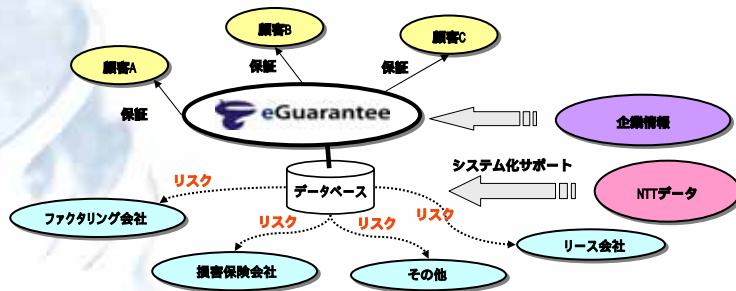 顧客B
顧客C
顧客A
保証
保証
保証
eGuarantee
企業情報
システム化サポート
データベース
NTTデータ
リスク
リスク
リスク
リスク
ファクタリング会社
リース会社
損害保険会社
その他